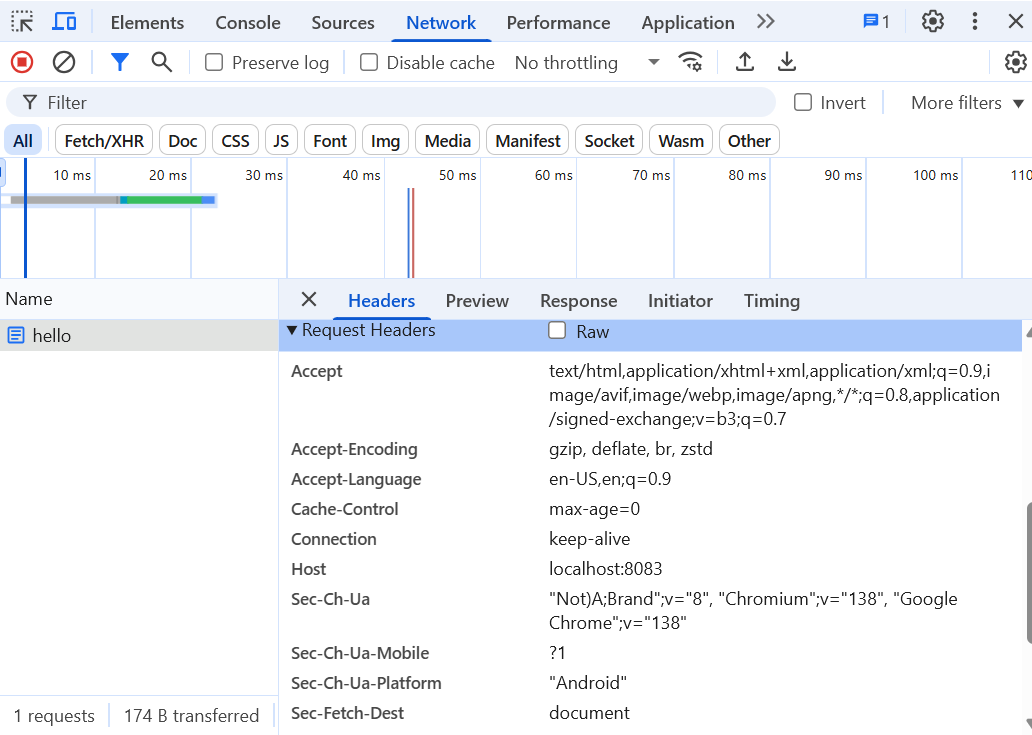 Elements Console Sources Network Performance Application 1
Preserve log Disable cache No throttling
Filter Invert More filters
All Fetch/XHR Doc CSS JS Font Img Media Manifest Socket Wasm Other
10 ms 20 ms 30 ms 40 ms 50 ms 60 ms 70 ms 80 ms 90 ms 100 ms 110
Name
Headers Preview Response Initiator Timing
hello
Request Headers Raw
Accept text/html,application/xhtml+xml,application/xml;q=0.9,i
mage/avif,image/webp,image/apng,*/*;q=0.8,application
/signed-exchange;v=b3;q=0.7
Accept-Encoding gzip, deflate, br, zstd
Accept-Language en-US,en;q=0.9
Cache-Control max-age=0
Connection keep-alive
Host localhost:8083
Sec-Ch-Ua "Not)A;Brand";v="8", "Chromium";v="138", "Google
Chrome";v="138"
Sec-Ch-Ua-Mobile ?1
Sec-Ch-Ua-Platform "Android"
Sec-Fetch-Dest document
1 requests 174 B transferred